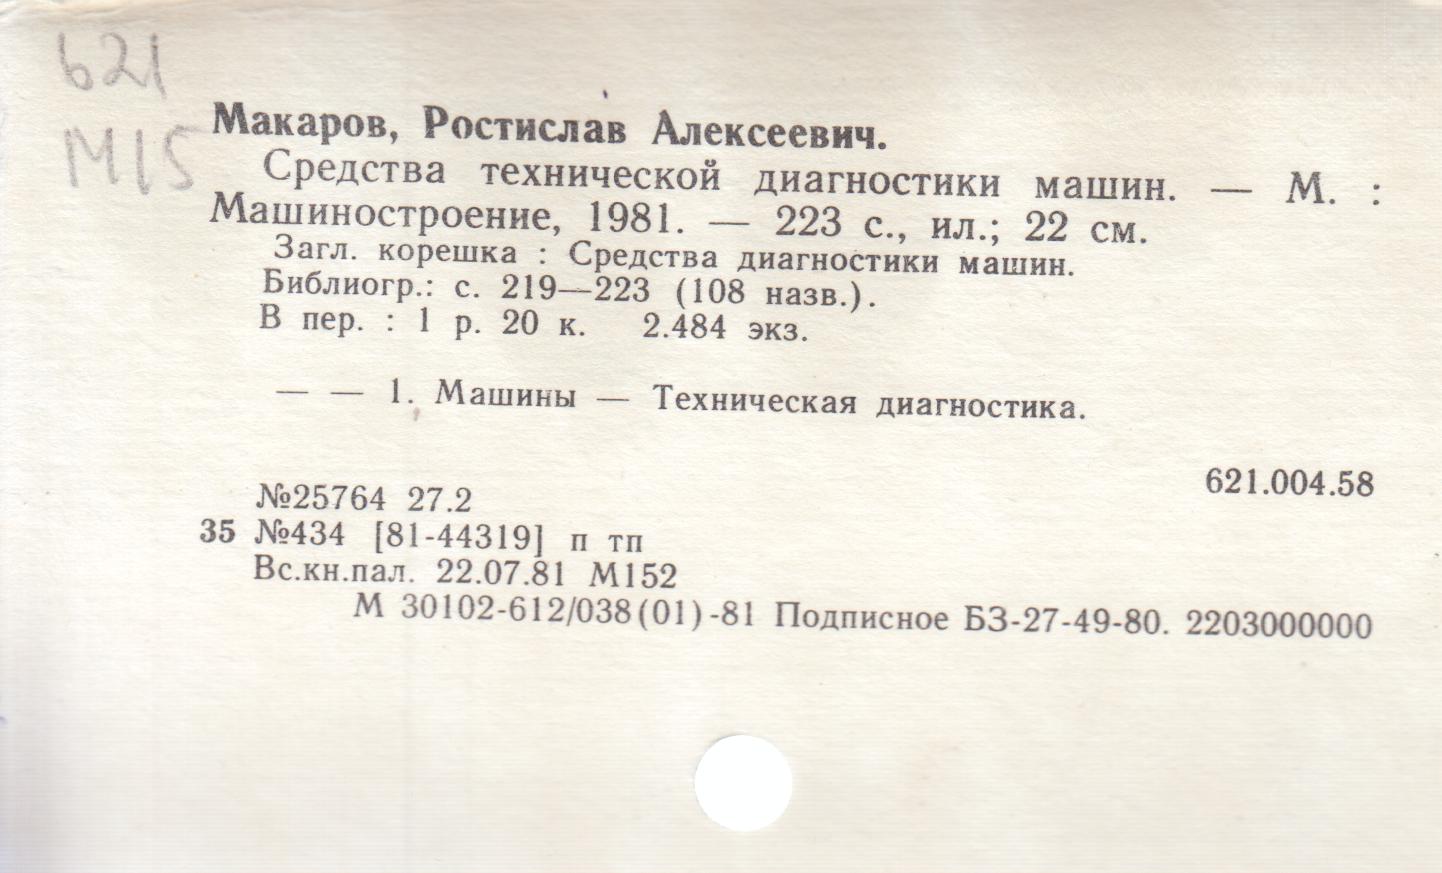 621
М15
Макаров, Ростислав Алексеевич.
Средства технической диагностики машин. — М. :
Машиностроение, 1981. — 223 с., ил.; 22 см.
Загл. корешка : Средства диагностики машин.
Библиогр.: с. 219—223 (108 назв.).
В пер. : 1 р. 20 к. 2.484 экз.
— — 1. Машины — Техническая диагностика.
621.004.58
№25764 27.2
35 №434 [81-44319] п тп
Вс.кн.пал. 22.07.81 М152
М 30102-612/038(01)-81 Подписное БЗ-27-49-80. 2203000000